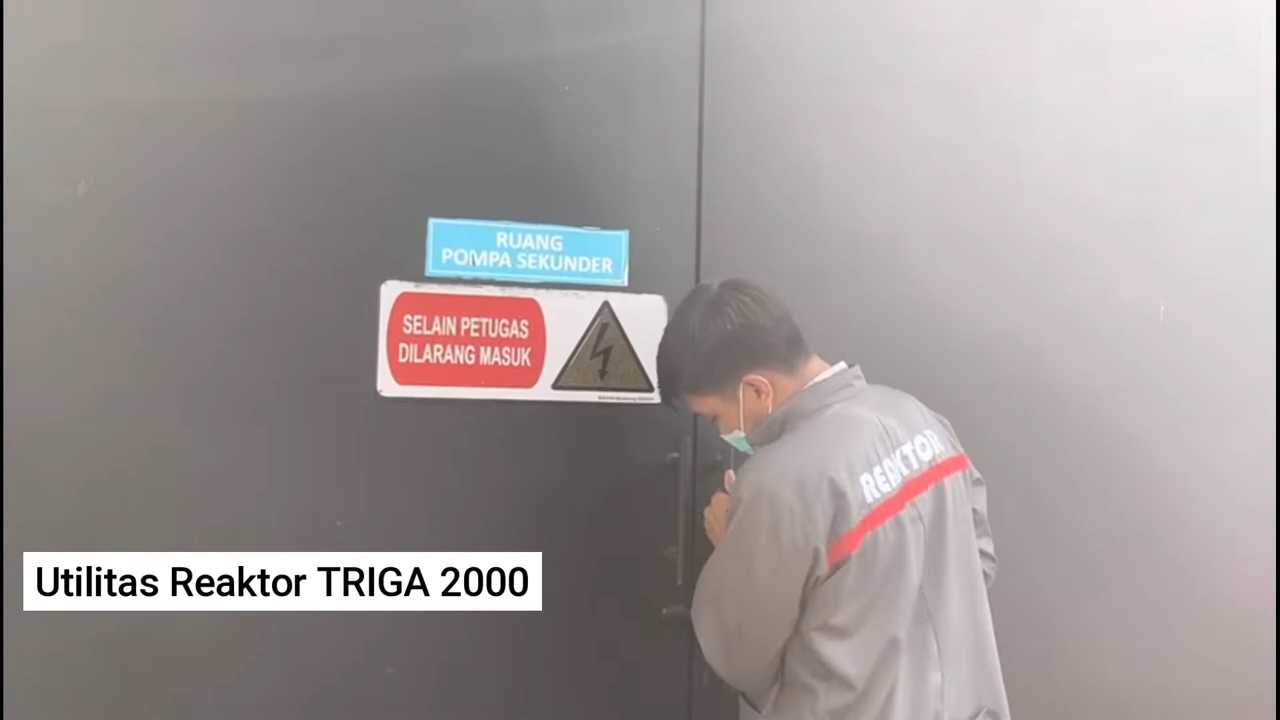 RUANG
POMPA SEKUNDER
SELAIN PETUGAS
DILARANG MASUK
REAKTOR
Utilitas Reaktor TRIGA 2000